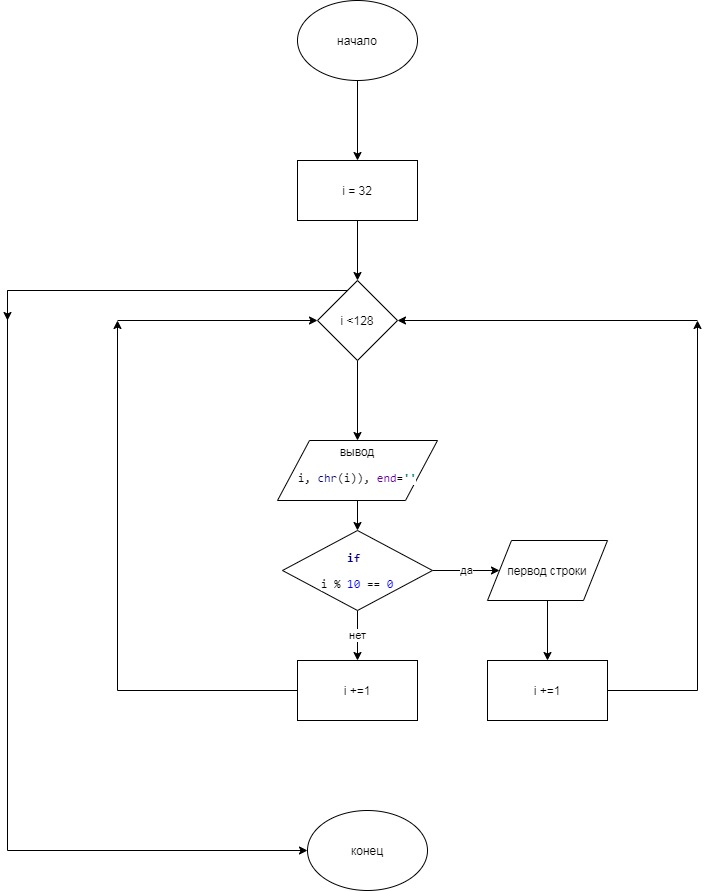 начало
i = 32
i <128
вывод
i, chr(i)), end=''
if
i % 10 == 0
да
первод строки
нет
i +=1
i +=1
конец